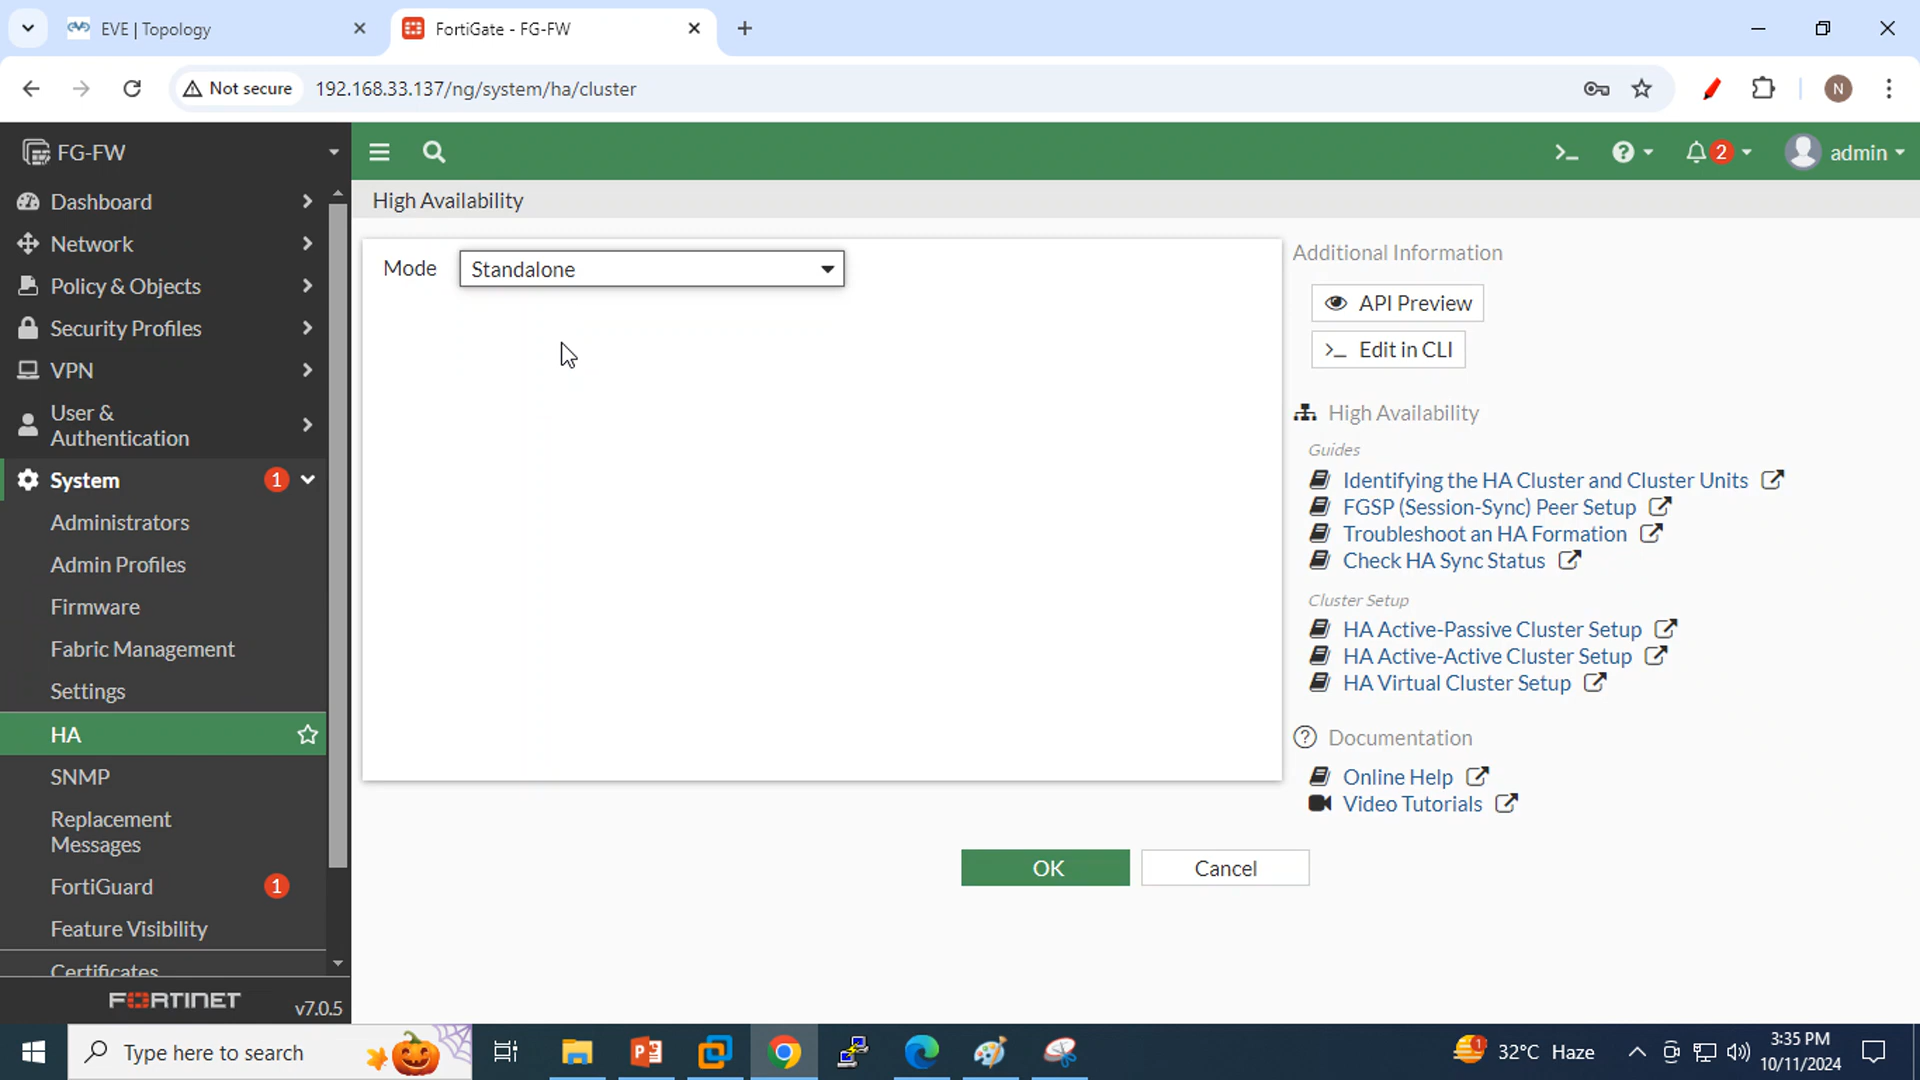 EVE | Topology
FortiGate - FG-FW
Not secure
192.168.33.137/ng/system/ha/cluster
N
FG-FW
2
admin
Dashboard
Network
Policy & Objects
Security Profiles
VPN
User &
Authentication
System
1
Administrators
Admin Profiles
Firmware
Fabric Management
Settings
HA
SNMP
Replacement
Messages
FortiGuard
1
Feature Visibility
Certificates
FORTINET
v7.0.5
High Availability
Mode
Standalone
OK
Cancel
Additional Information
API Preview
>_ Edit in CLI
High Availability
Guides
Identifying the HA Cluster and Cluster Units
FGSP (Session-Sync) Peer Setup
Troubleshoot an HA Formation
Check HA Sync Status
Cluster Setup
HA Active-Passive Cluster Setup
HA Active-Active Cluster Setup
HA Virtual Cluster Setup
Documentation
Online Help
Video Tutorials
Type here to search
1
32°C Haze
3:35 PM
10/11/2024